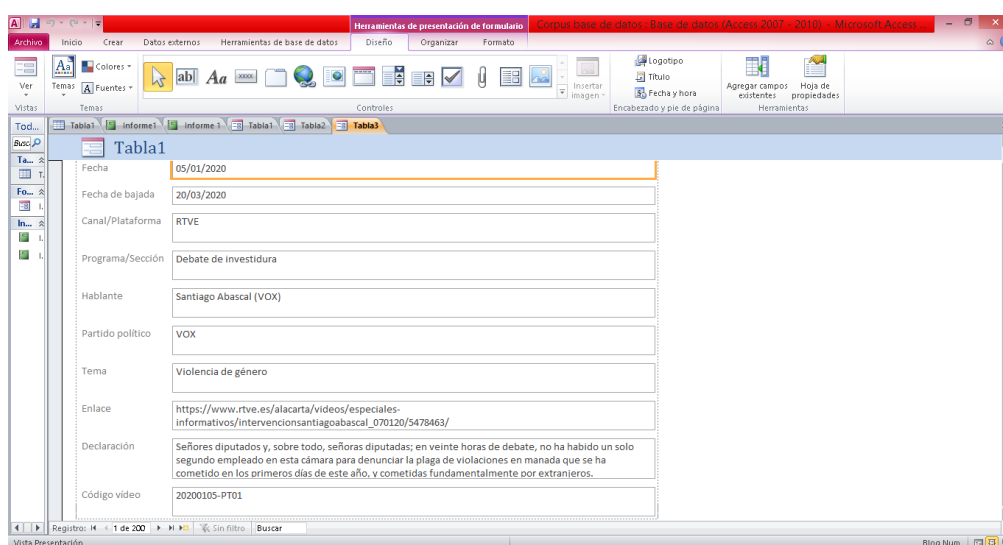 Herramientas de presentación de formulario
Corpus base de datos : Base de datos (Access 2007 - 2010) - Microsoft Access ...
Archivo Inicio Crear Datos externos Herramientas de base de datos Diseño Organizar Formato
Ver
Vistas
Temas
Colores
Fuentes
Temas
ab Aa xxxx
Controles
Insertar imagen
Logotipo
Título
Fecha y hora
Encabezado y pie de página
Agregar campos existentes
Hoja de propiedades
Herramientas
Tod... Tabla1 Informe1 informe 1 Tabla1 Tabla2 Tabla3
Busc
Ta...
T.
Fo...
I.
In...
I.
I.
Tabla1
Fecha 05/01/2020
Fecha de bajada 20/03/2020
Canal/Plataforma RTVE
Programa/Sección Debate de investidura
Hablante Santiago Abascal (VOX)
Partido político VOX
Tema Violencia de género
Enlace https://www.rtve.es/alacarta/videos/especiales-
informativos/intervencionsantiagoabascal_070120/5478463/
Declaración Señores diputados y, sobre todo, señoras diputadas; en veinte horas de debate, no ha habido un solo
segundo empleado en esta cámara para denunciar la plaga de violaciones en manada que se ha
cometido en los primeros días de este año, y cometidas fundamentalmente por extranjeros.
Código vídeo 20200105-PT01
Registro: 1 de 200 Sin filtro Buscar
Vista Presentación Bloq Num